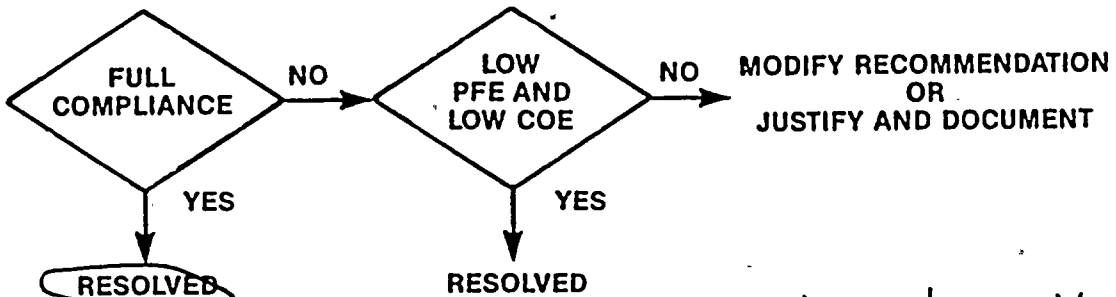 FULL
COMPLIANCE
NO
LOW
PFE AND
LOW COE
NO
MODIFY RECOMMENDATION
OR
JUSTIFY AND DOCUMENT
YES
YES
RESOLVED
RESOLVED